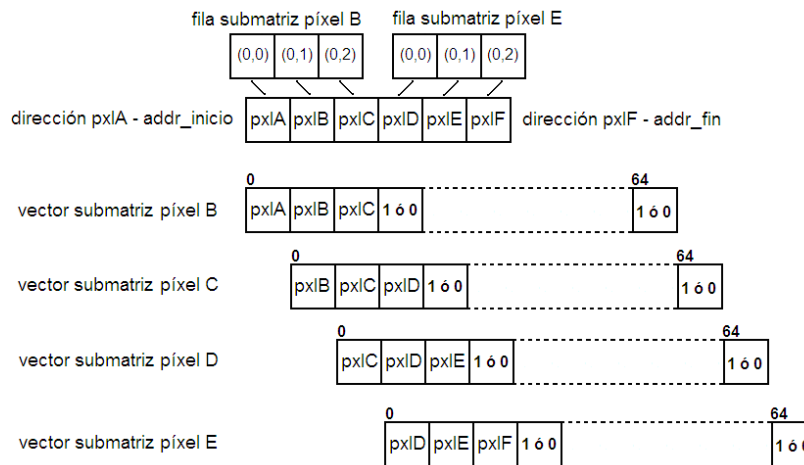 fila submatriz píxel B fila submatriz píxel E
(0,0) (0,1) (0,2) (0,0) (0,1) (0,2)
dirección pxlA - addr_inicio pxlA pxlB pxlC pxlD pxlE pxlF dirección pxlF - addr_fin
0 64
vector submatriz píxel B pxlA pxlB pxlC 1 ó 0 1 ó 0
0 64
vector submatriz píxel C pxlB pxlC pxlD 1 ó 0 1 ó 0
0 64
vector submatriz píxel D pxlC pxlD pxlE 1 ó 0 1 ó 0
0 64
vector submatriz píxel E pxlD pxlE pxlF 1 ó 0 1 ó 0